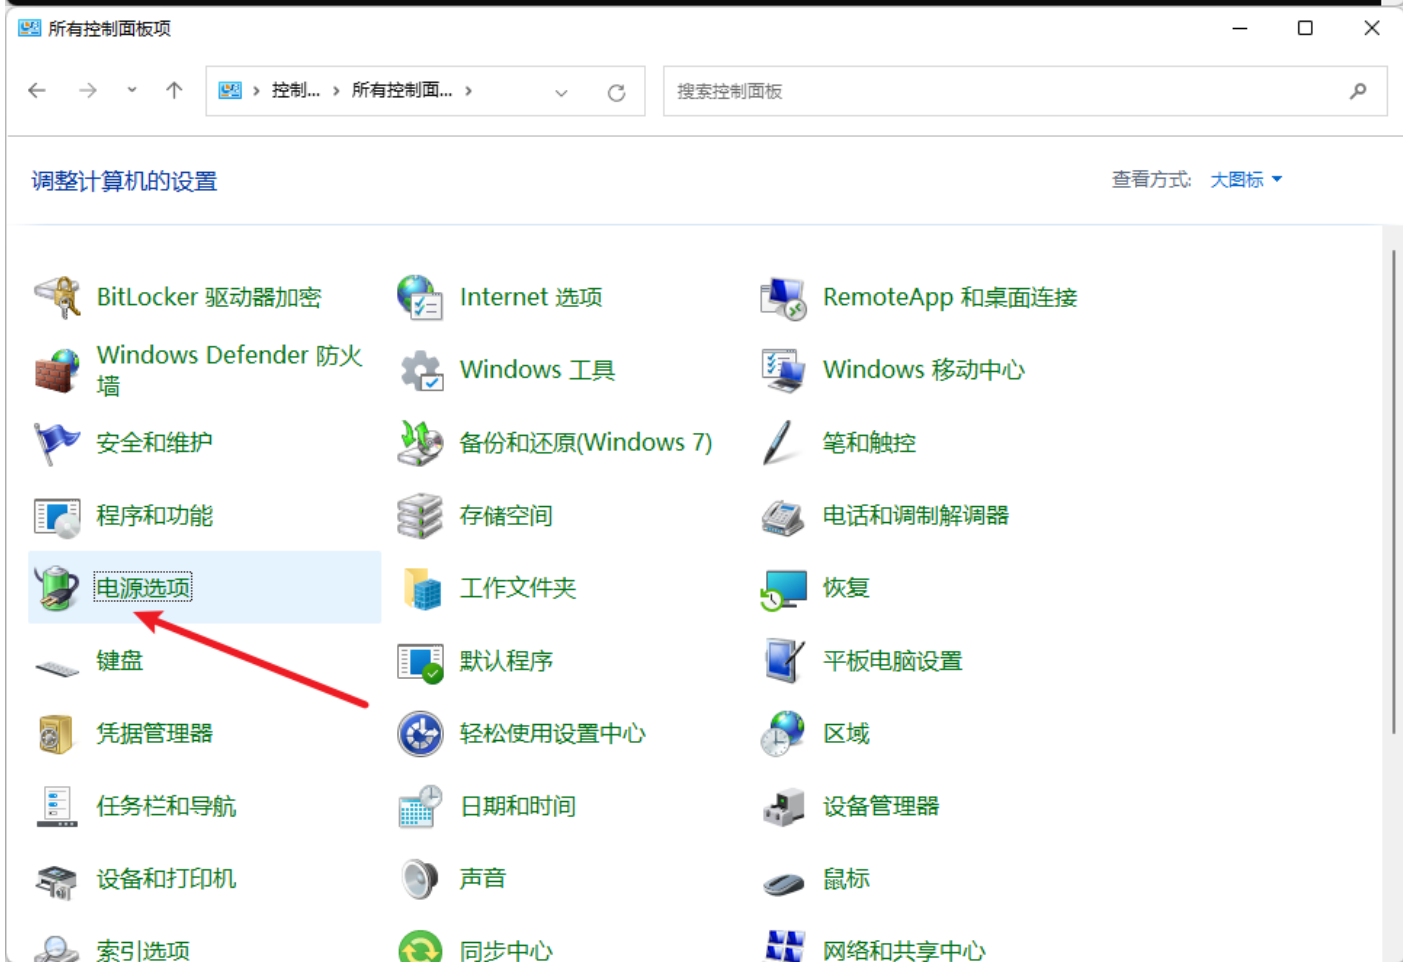 所有控制面板项
控制... 所有控制面...
搜索控制面板
调整计算机的设置
查看方式: 大图标
BitLocker 驱动器加密
Internet 选项
RemoteApp 和桌面连接
Windows Defender 防火
墙
Windows 工具
Windows 移动中心
安全和维护
备份和还原(Windows 7)
笔和触控
程序和功能
存储空间
电话和调制解调器
电源选项
工作文件夹
恢复
键盘
默认程序
平板电脑设置
凭据管理器
轻松使用设置中心
区域
任务栏和导航
日期和时间
设备管理器
设备和打印机
声音
鼠标
索引选项
同步中心
网络和共享中心